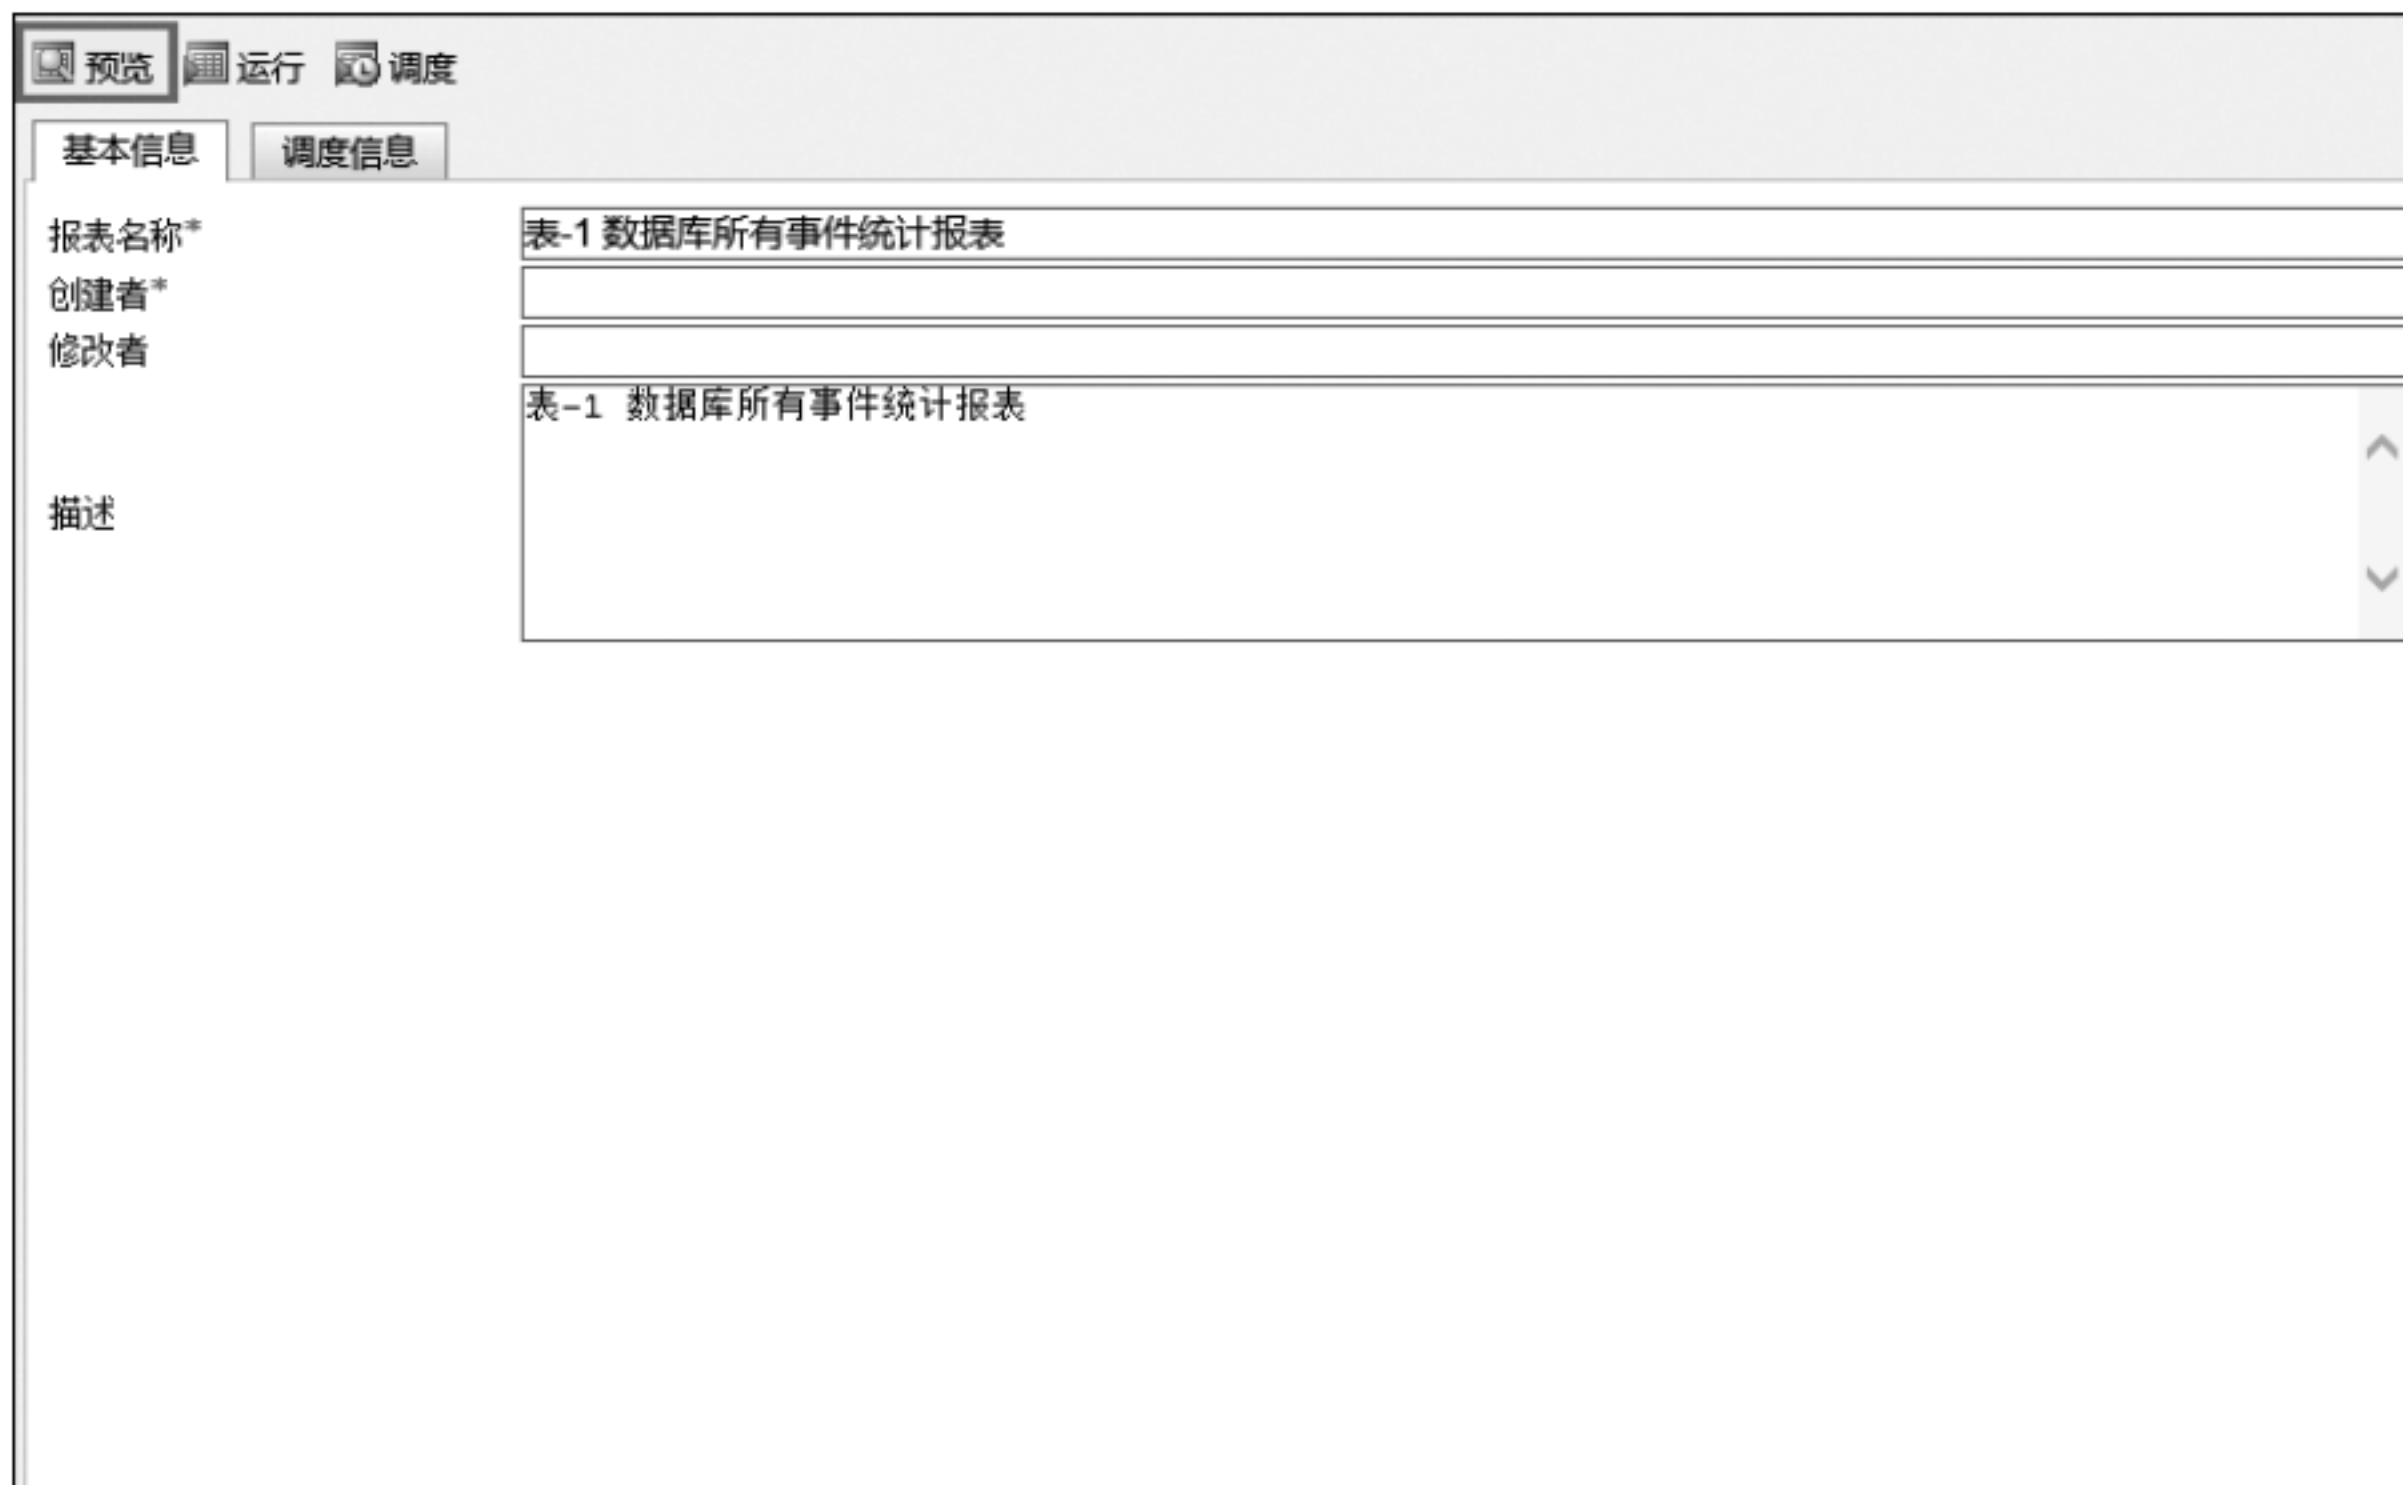 预览 运行 调度
基本信息 调度信息
报表名称* 表-1 数据库所有事件统计报表
创建者*
修改者
描述 表-1 数据库所有事件统计报表